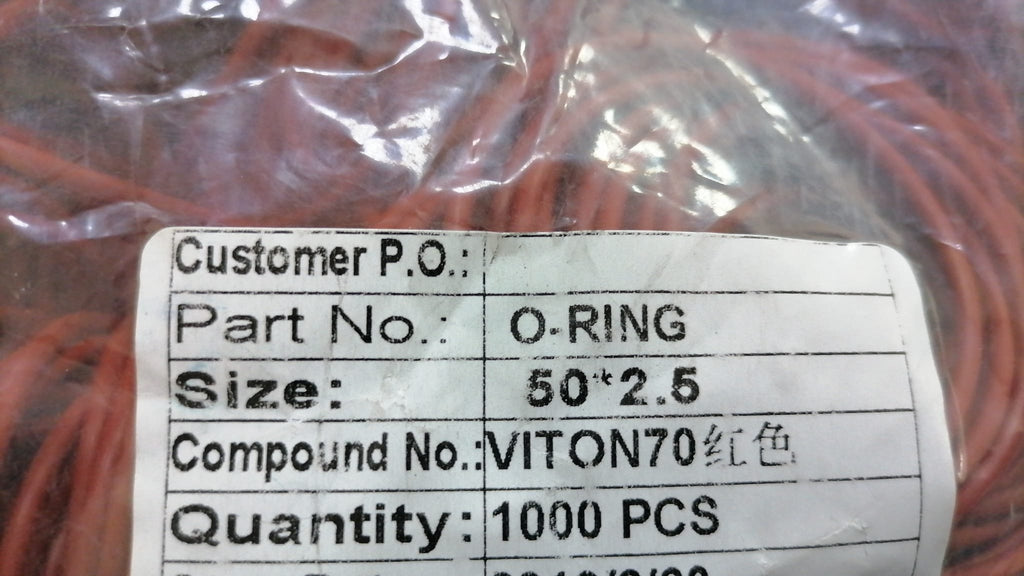 Customer P.O.:
Part No.: O-RING
Size: 50*2.5
Compound No.: VITON70红色
Quantity: 1000 PCS